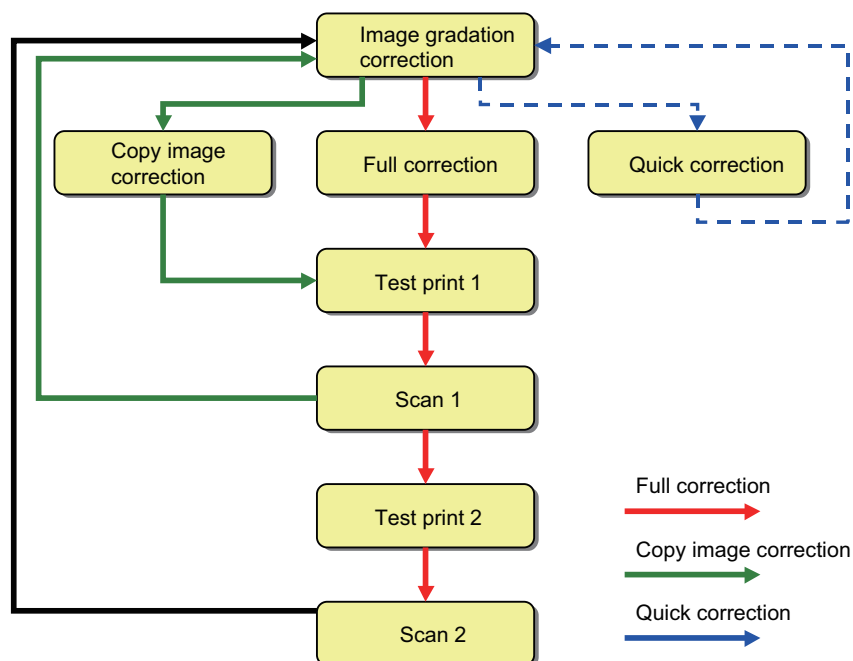 Image gradation
correction
Copy image
correction
Full correction
Quick correction
Test print 1
Scan 1
Test print 2
Scan 2
Full correction
Copy image correction
Quick correction